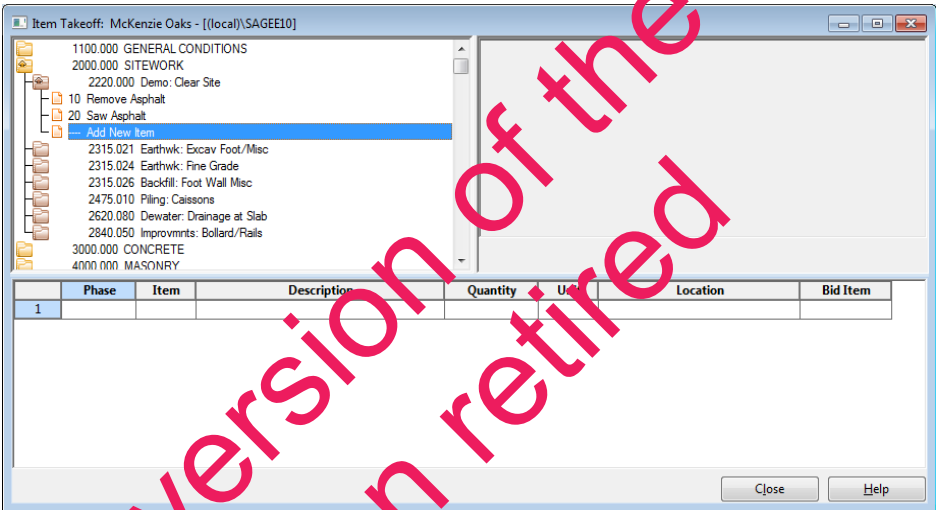 Item Takeoff: McKenzie Oaks - [(local)\SAGEE10]
1100.000 GENERAL CONDITIONS
2000.000 SITEWORK
2220.000 Demo: Clear Site
10 Remove Asphalt
20 Saw Asphalt
--- Add New Item
2315.021 Earthwk: Excav Foot/Misc
2315.024 Earthwk: Fine Grade
2315.026 Backfill: Foot Wall Misc
2475.010 Piling: Caissons
2620.080 Dewater: Drainage at Slab
2840.050 Improvmnts: Bollard/Rails
3000.000 CONCRETE
4000.000 MASONRY
Phase Item Description Quantity Unit Location Bid Item
1
Close Help
version of the
n retired